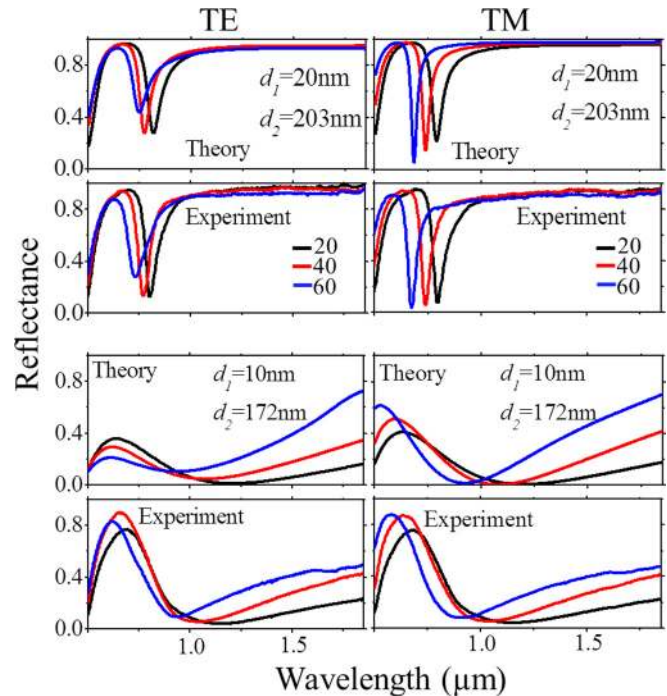 TE
TM
0.8
0.4
0.0
d1=20nm
d2=203nm
Theory
d1=20nm
d2=203nm
Theory
0.8
0.4
0.0
Experiment
20
40
60
Experiment
20
40
60
Reflectance
0.8
0.4
0.0
Theory
d1=10nm
d2=172nm
Theory
d1=10nm
d2=172nm
0.8
0.4
0.0
Experiment
Experiment
1.0
1.5
1.0
1.5
Wavelength (µm)